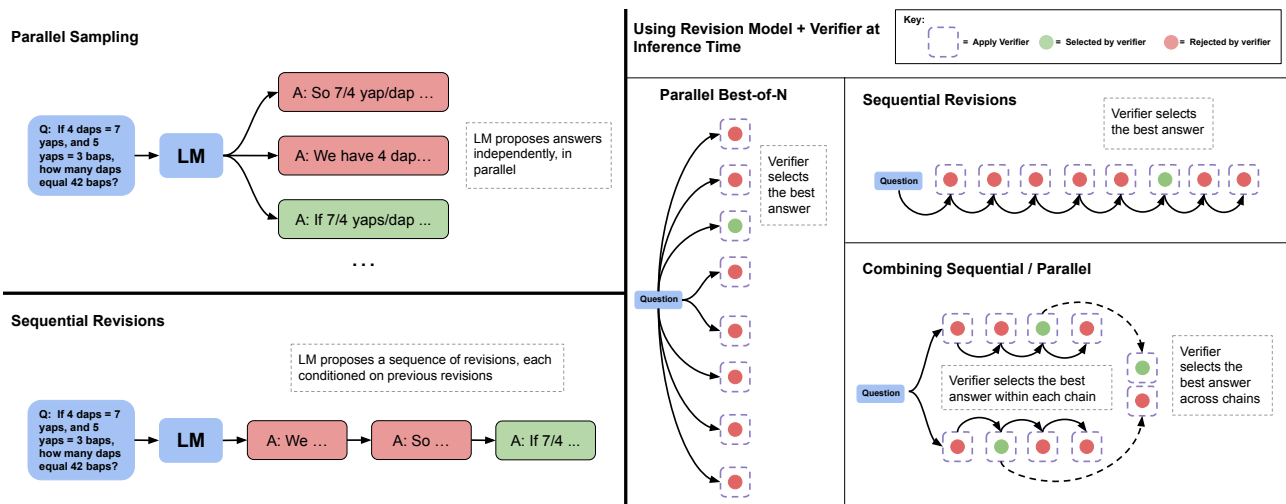 Parallel Sampling
Q: If 4 daps = 7
yaps, and 5
yaps = 3 baps,
how many daps
equal 42 baps?
LM
A: So 7/4 yap/dap ...
A: We have 4 dap...
A: If 7/4 yaps/dap ...
...
LM proposes answers
independently, in
parallel
Sequential Revisions
LM proposes a sequence of revisions, each
conditioned on previous revisions
Q: If 4 daps = 7
yaps, and 5
yaps = 3 baps,
how many daps
equal 42 baps?
LM
A: We ...
A: So ...
A: If 7/4 ...
Using Revision Model + Verifier at
Inference Time
Key:
= Apply Verifier
= Selected by verifier
= Rejected by verifier
Parallel Best-of-N
Verifier
selects
the best
answer
Question
Sequential Revisions
Verifier selects
the best answer
Question
Combining Sequential / Parallel
Question
Verifier selects the best
answer within each chain
Verifier
selects the
best answer
across chains